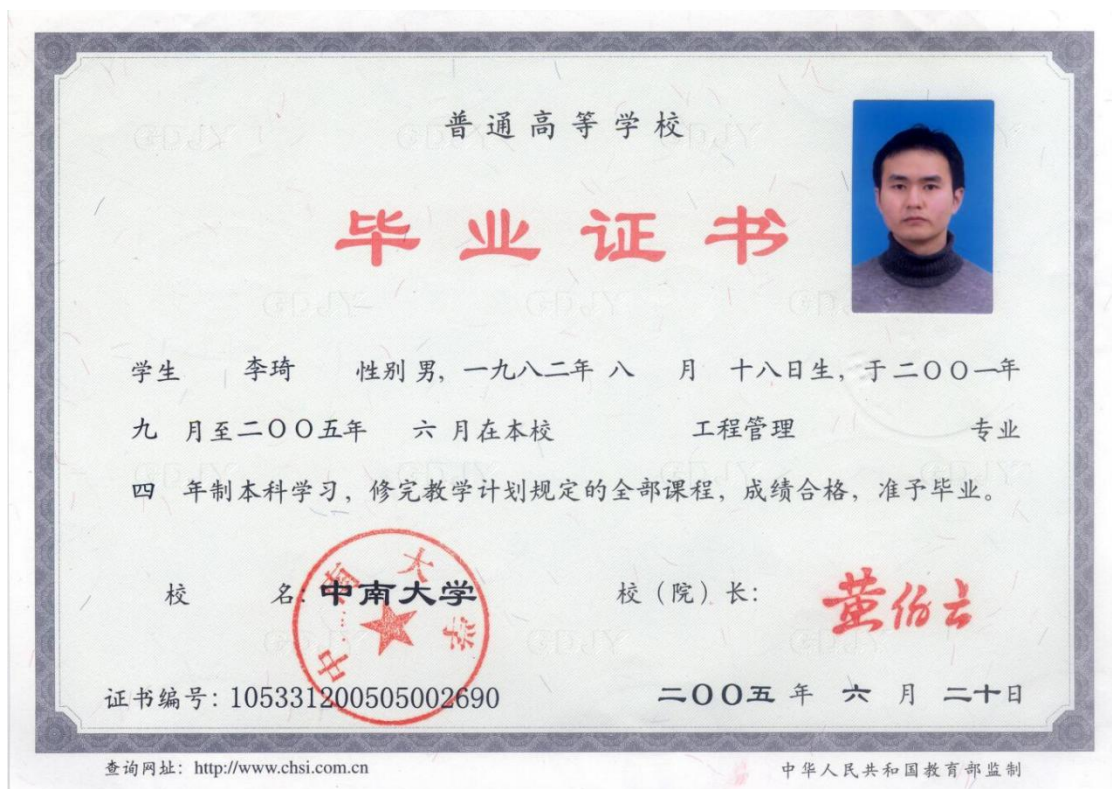 普通高等学校
毕业证书
学生 李琦 性别 男, 一九八二年 八 月 十八日生, 于二〇〇一年
九 月至二〇〇五年 六 月在本校 工程管理 专业
四 年制本科学习, 修完教学计划规定的全部课程, 成绩合格, 准予毕业。
校 名: 中南大学 校 (院) 长: 董伯云
中南大学
证书编号: 105331200505002690 二〇〇五 年 六 月 二十日
查询网址: http://www.chsi.com.cn 中华人民共和国教育部监制